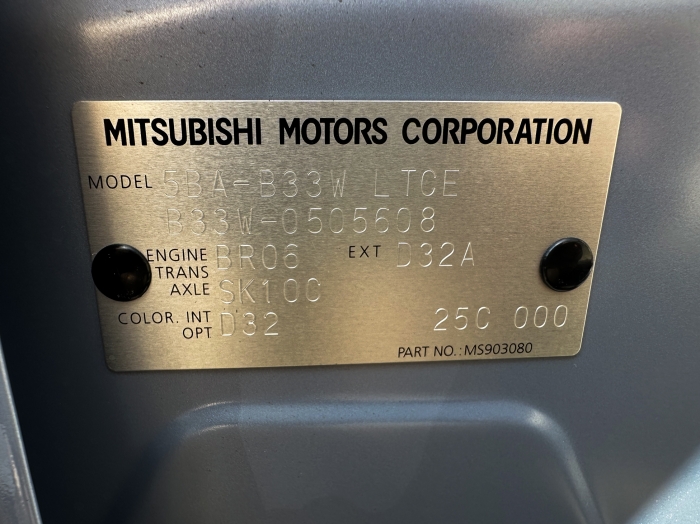 MITSUBISHI MOTORS CORPORATION
MODEL 5BA-B33W LTCE
B33W-0505608
ENGINE BR06 EXT D32A
TRANS
AXLE SK10C
COLOR. INT D32 25C 000
OPT
PART NO.: MS903080